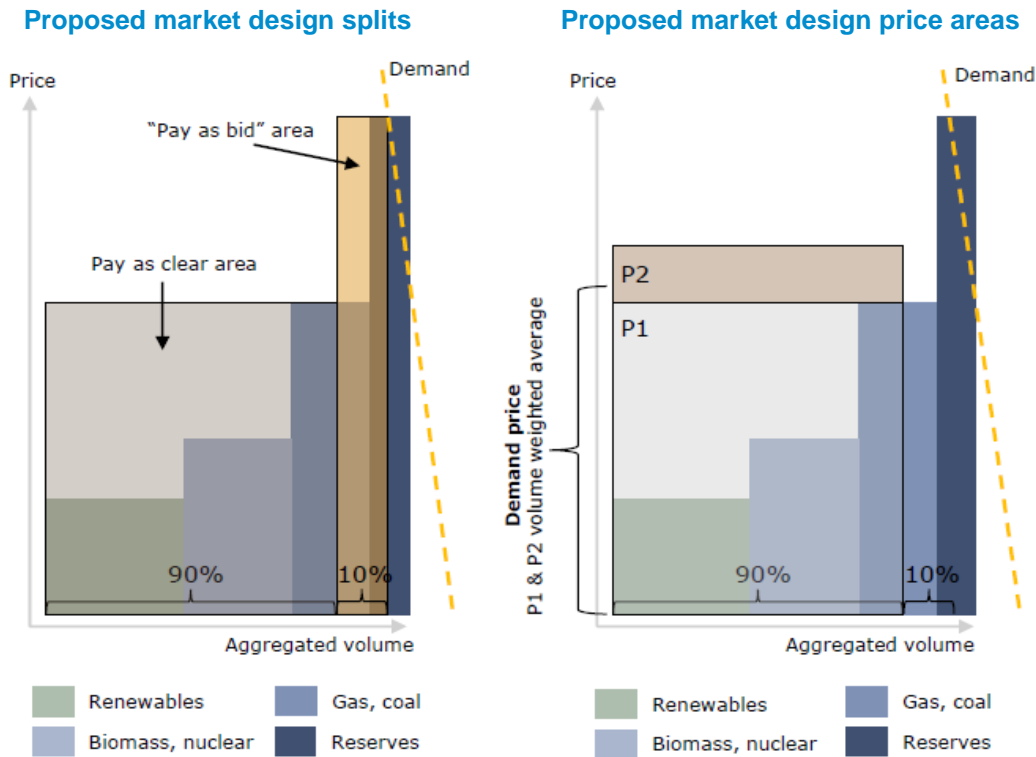 Proposed market design splits
Price
Demand
“Pay as bid” area
Pay as clear area
90%
10%
Aggregated volume
Renewables
Gas, coal
Biomass, nuclear
Reserves
Proposed market design price areas
Price
Demand
P2
P1
Demand price
P1 & P2 volume weighted average
90%
10%
Aggregated volume
Renewables
Gas, coal
Biomass, nuclear
Reserves